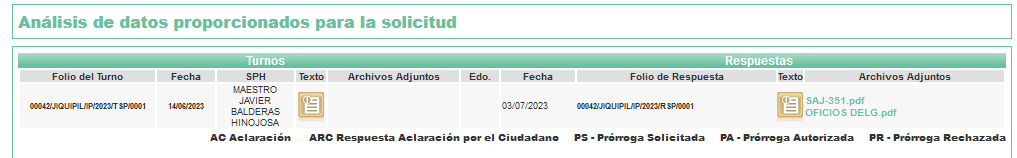 Análisis de datos proporcionados para la solicitud
Turnos Respuestas
Folio del Turno Fecha SPH Texto Archivos Adjuntos Edo. Fecha Folio de Respuesta Texto Archivos Adjuntos
00042/JIQUIPIL/IP/2023/TSP/0001 14/06/2023 MAESTRO JAVIER BALDERAS HINOJOSA 03/07/2023 00042/JIQUIPIL/IP/2023/RSP/0001 SAJ-351.pdf
OFICIOS DELG.pdf
AC Aclaración ARC Respuesta Aclaración por el Ciudadano PS - Prórroga Solicitada PA - Prórroga Autorizada PR - Prórroga Rechazada